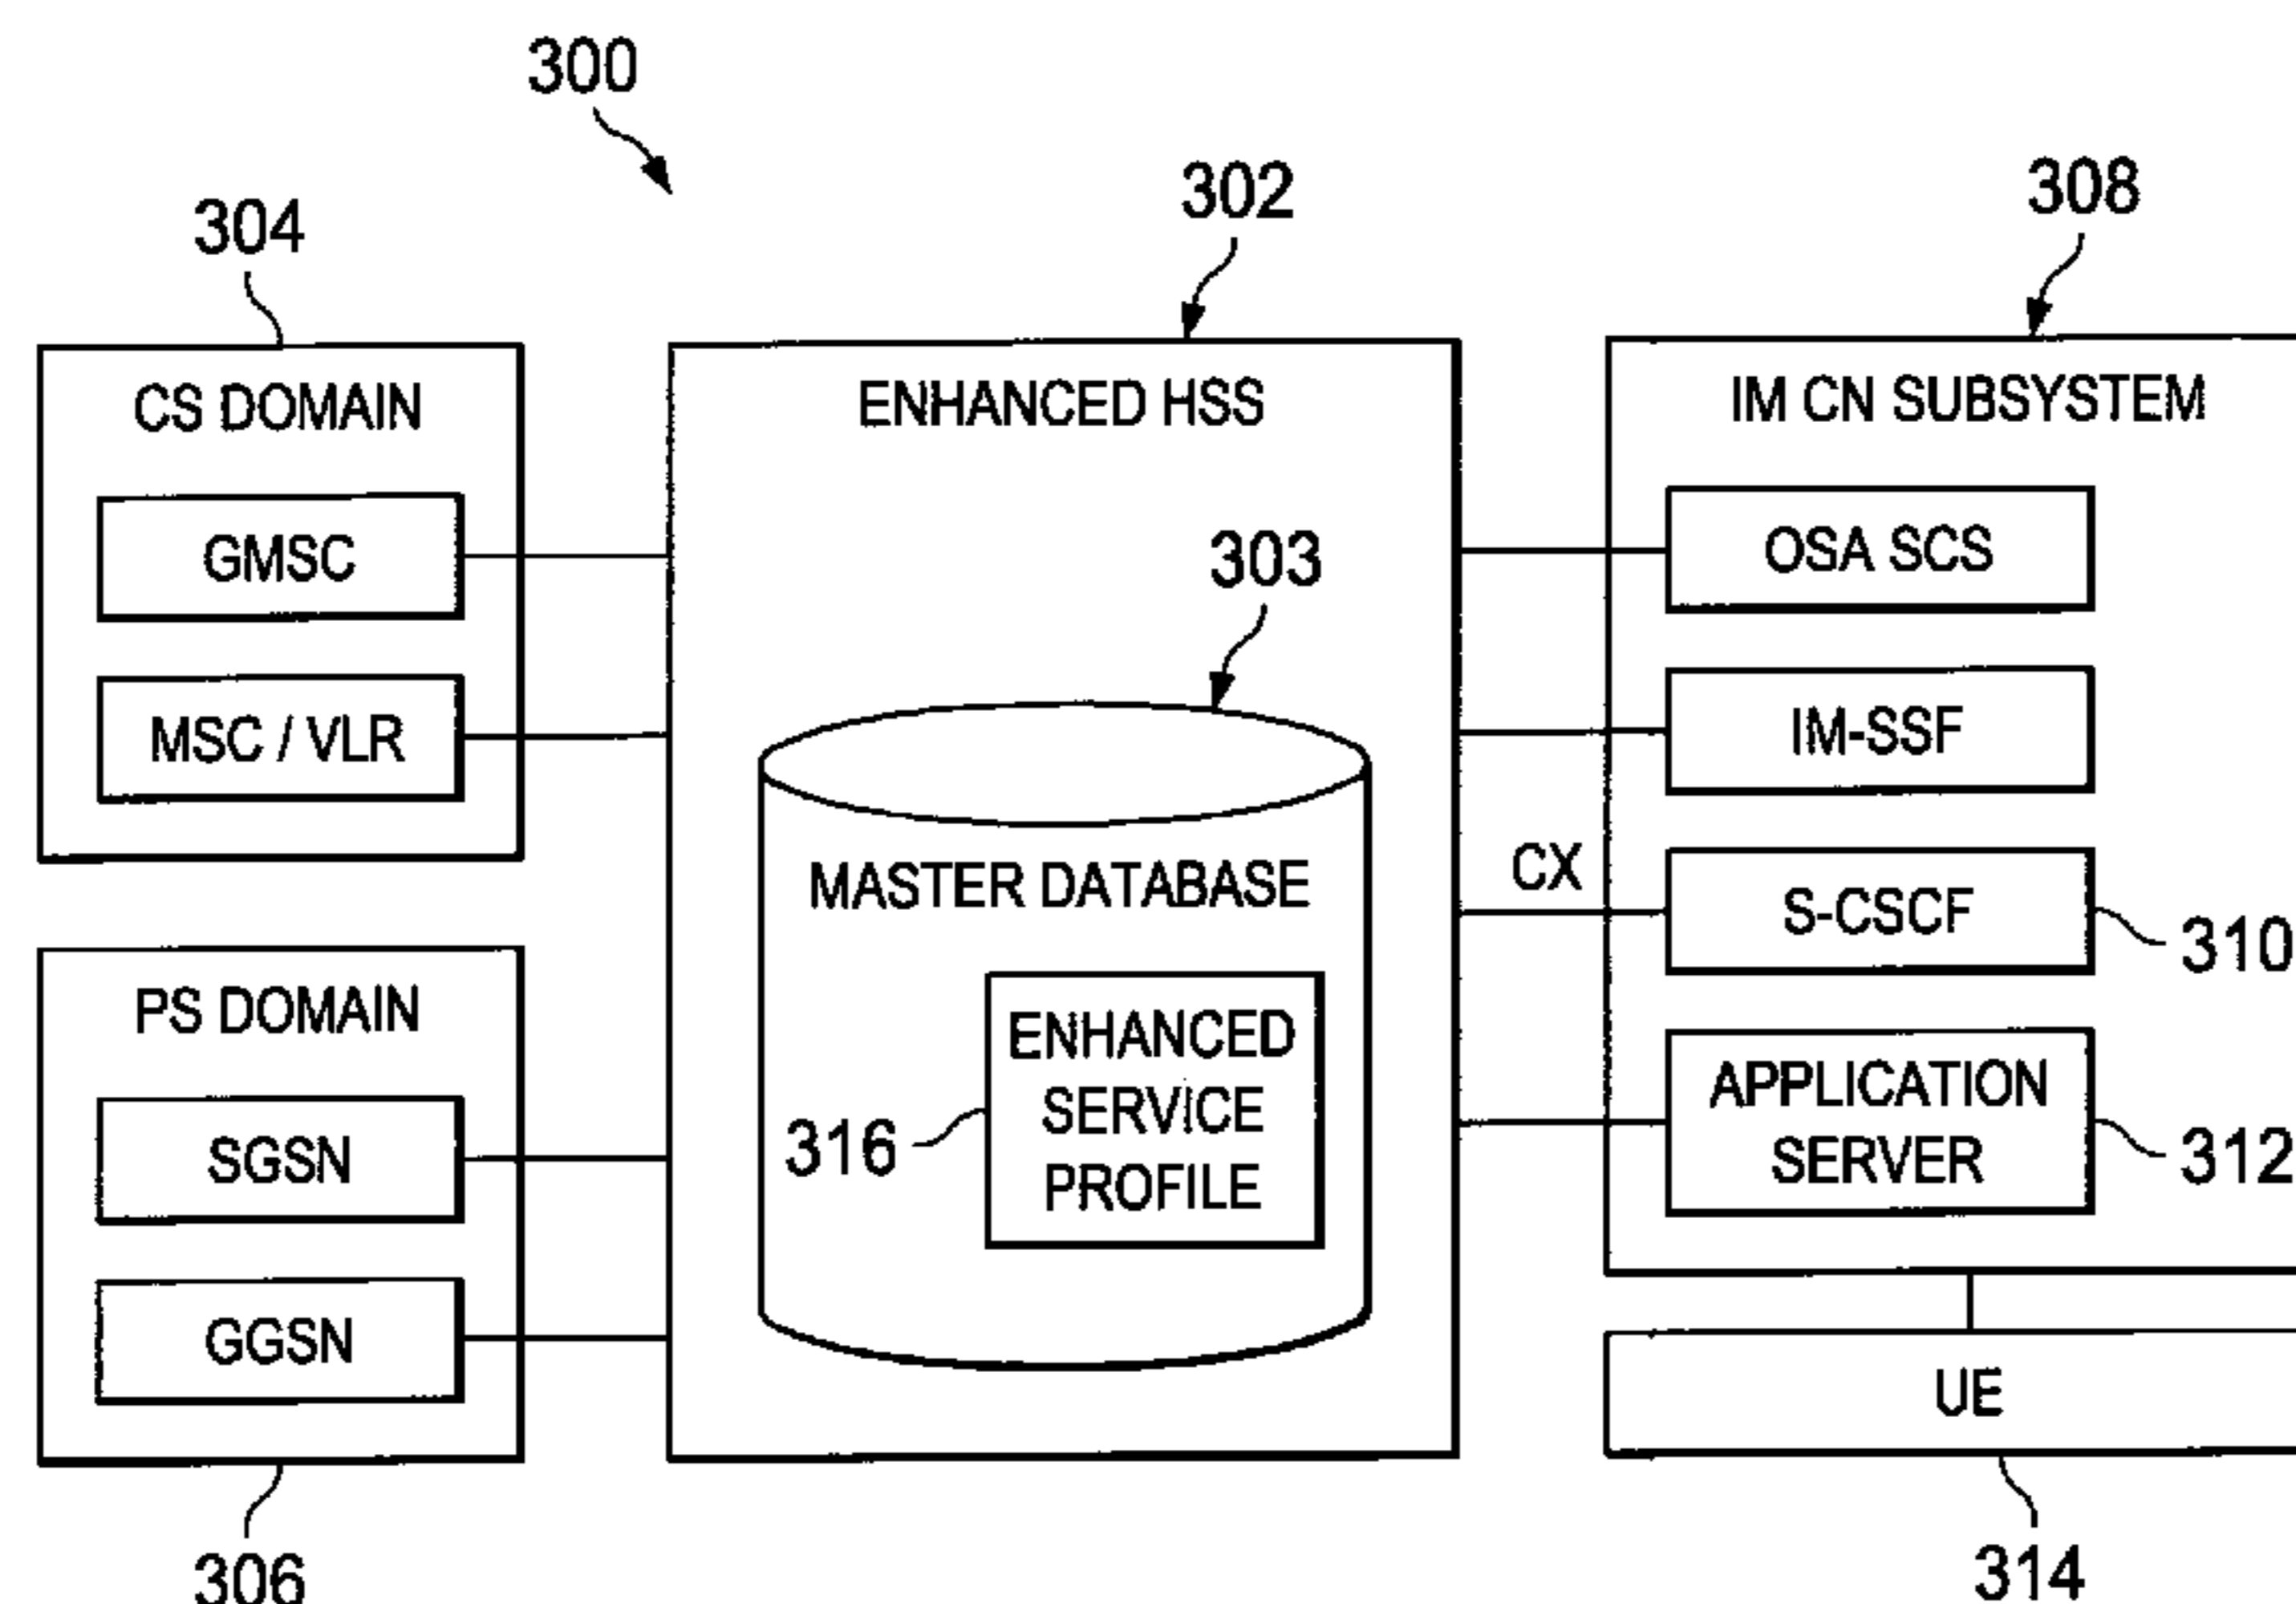 300
302
308
304
CS DOMAIN
GMSC
MSC / VLR
PS DOMAIN
SGSN
GGSN
306
ENHANCED HSS
303
MASTER DATABASE
316
ENHANCED
SERVICE
PROFILE
IM CN SUBSYSTEM
OSA SCS
IM-SSF
CX
S-CSCF
310
APPLICATION
SERVER
312
UE
314